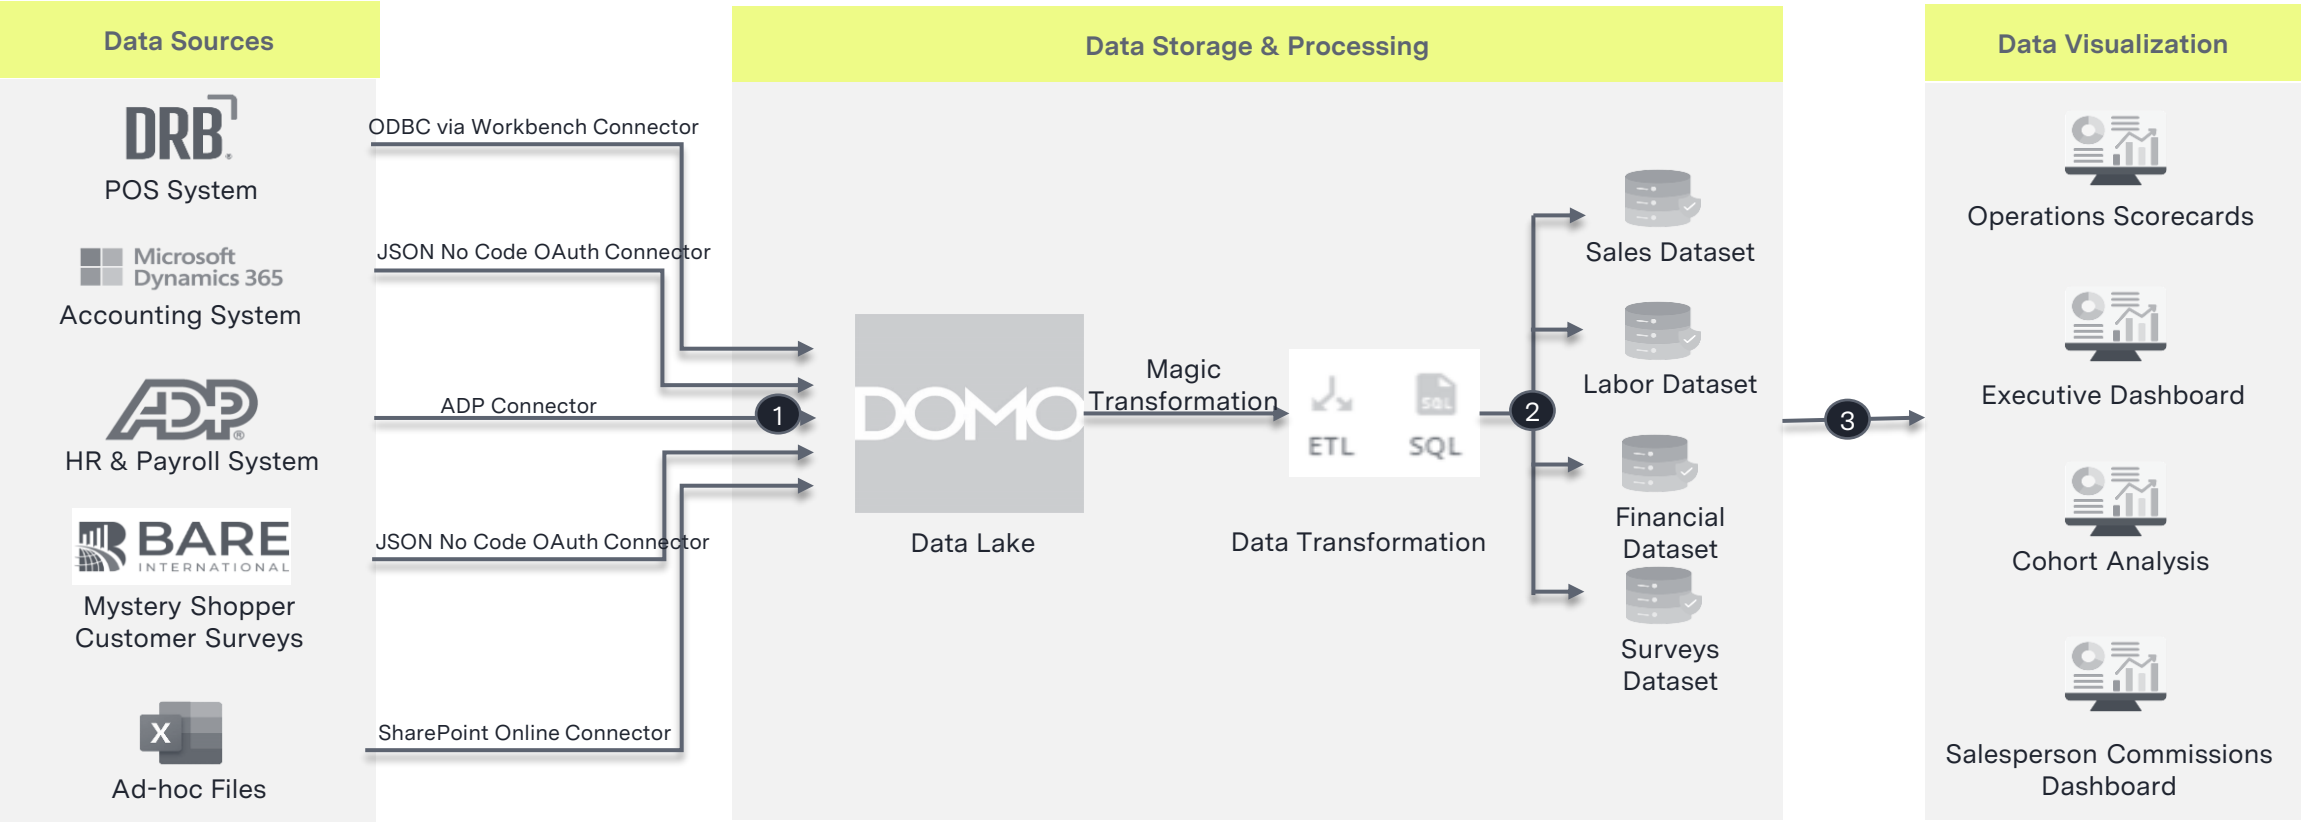 Data Sources
Data Storage & Processing
Data Visualization
DRB
POS System
ODBC via Workbench Connector
Microsoft
Dynamics 365
Accounting System
JSON No Code OAuth Connector
ADP
HR & Payroll System
ADP Connector
BARE
INTERNATIONAL
Mystery Shopper
Customer Surveys
JSON No Code OAuth Connector
X
Ad-hoc Files
SharePoint Online Connector
1
DOMO
Data Lake
Magic
Transformation
SQL
ETL
SQL
Data Transformation
2
Sales Dataset
Labor Dataset
Financial
Dataset
Surveys
Dataset
3
Operations Scorecards
Executive Dashboard
Cohort Analysis
Salesperson Commissions
Dashboard